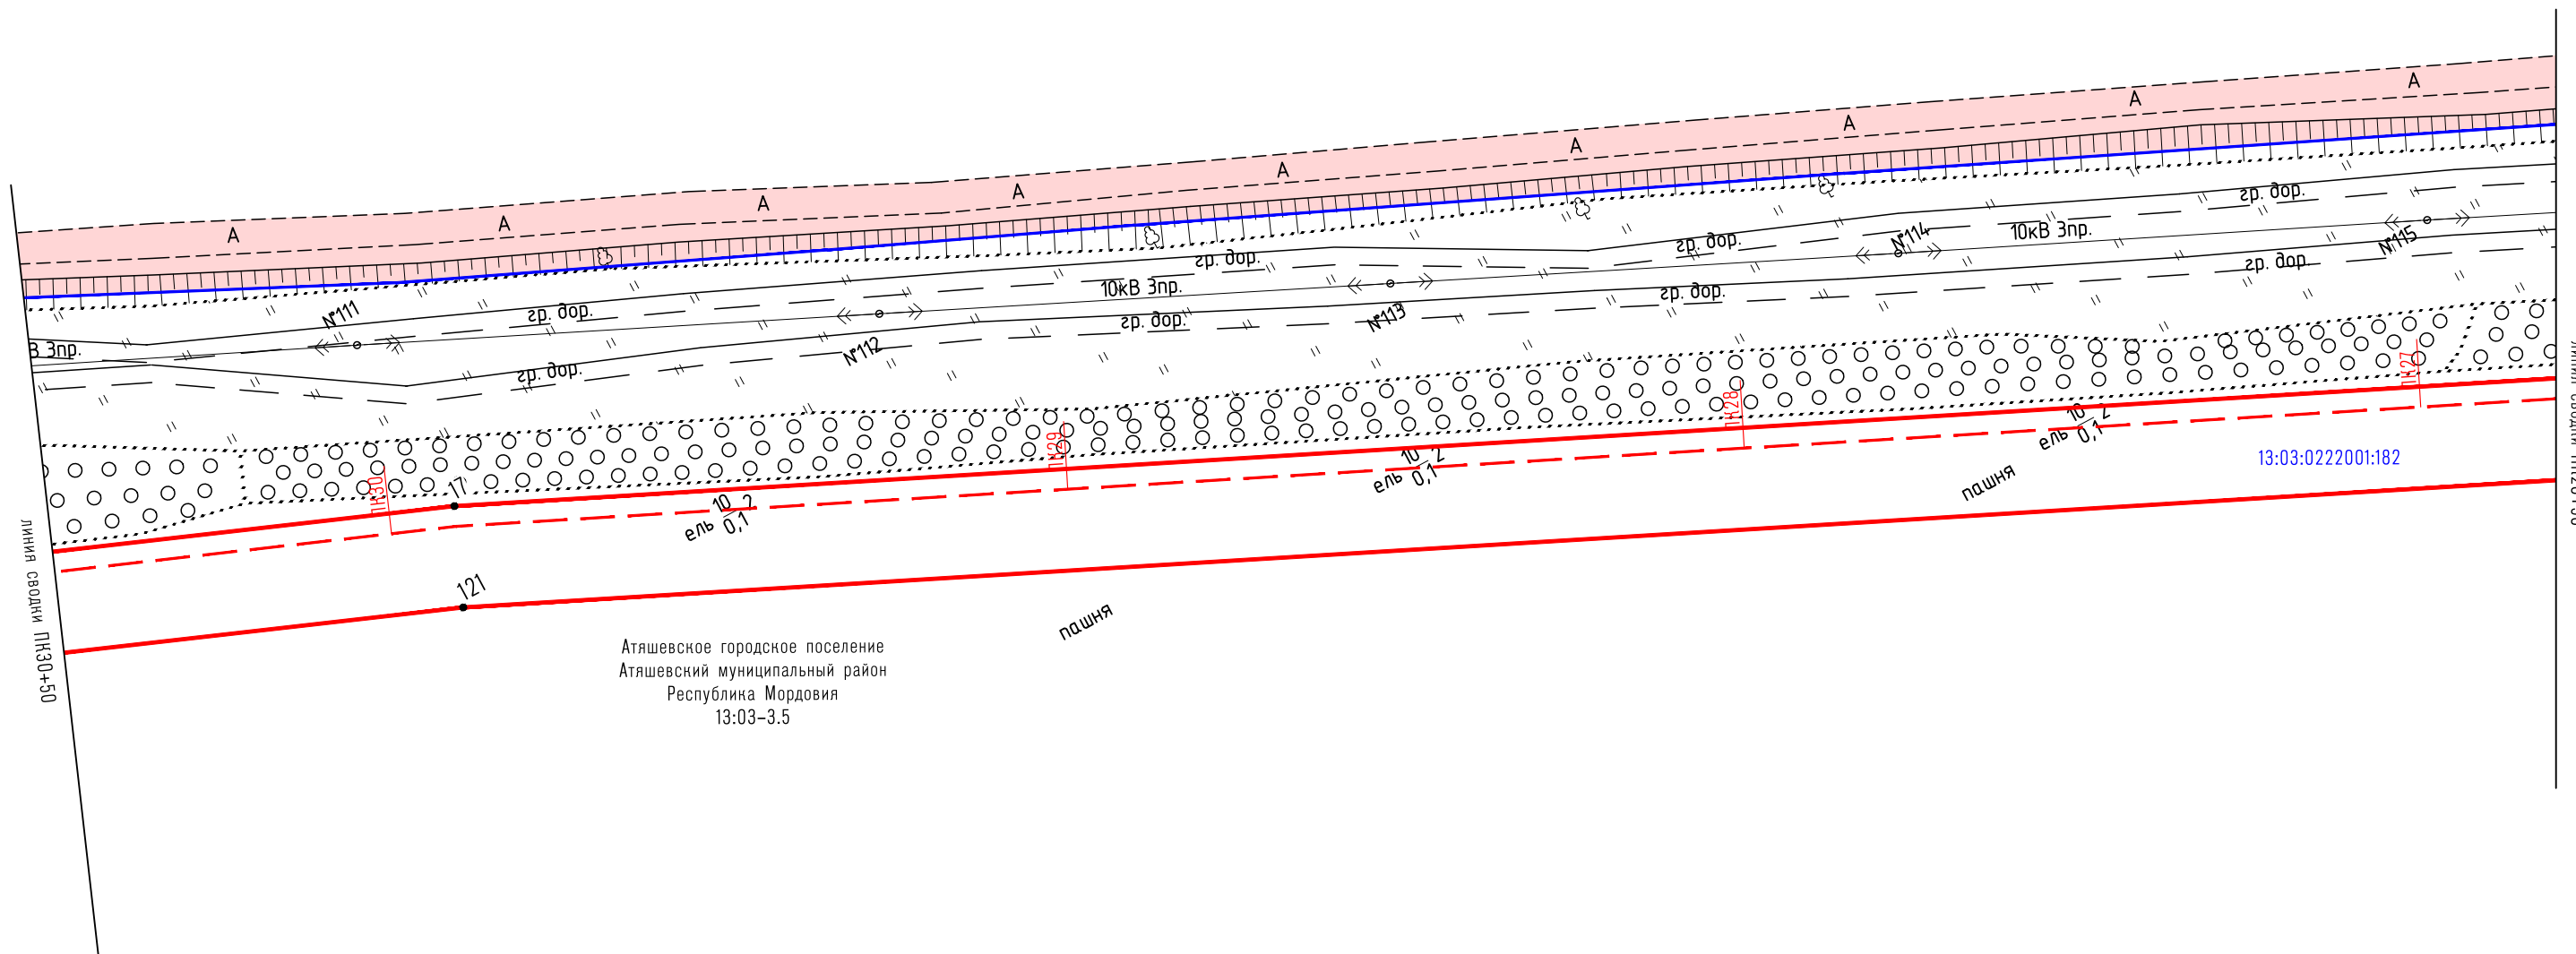 А А А А А А А А А
№111 №112 №113 №114 №115
В 3пр.
10кВ 3пр.
10кВ 3пр.
гр. дор. гр. дор. гр. дор. гр. дор.
гр. дор. гр. дор. гр. дор. гр. дор.
ПК30 ПК29 ПК28 ПК27
17
121
ель 10 0,1 2
ель 10 0,1 2
ель 10 0,1 2
пашня
пашня
13:03:0222001:182
линия сводки ПК30+50
Атяшевское городское поселение
Атяшевский муниципальный район
Республика Мордовия
13:03-3.5